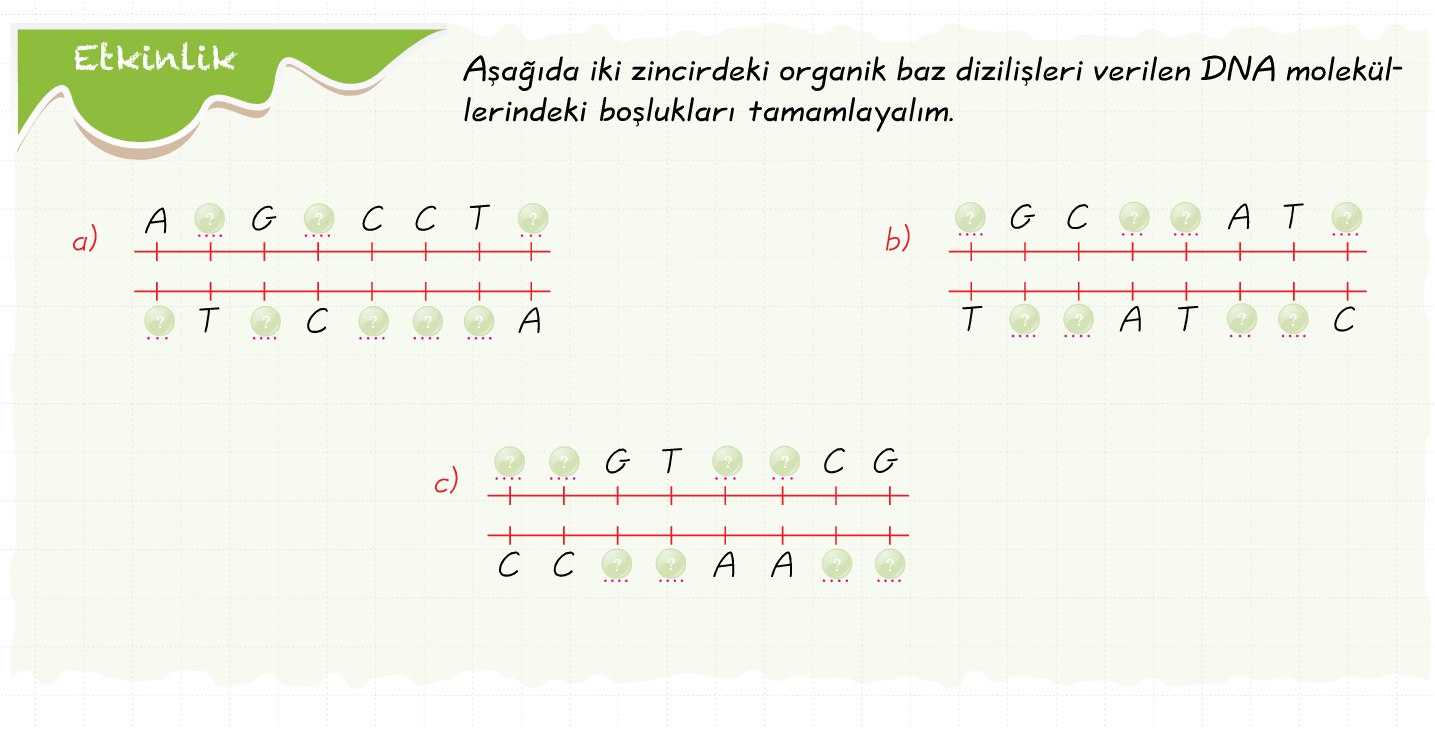 Etkinlik
Aşağıda iki zincirdeki organik baz dizilişleri verilen DNA molekül-
lerindeki boşlukları tamamlayalım.
a)
A ? G ? C C T ?
? T ? C ? ? ? A
b)
? G C ? ? A T ?
T ? ? A T ? ? C
c)
? ? G T ? ? C G
C C ? ? A A ? ?